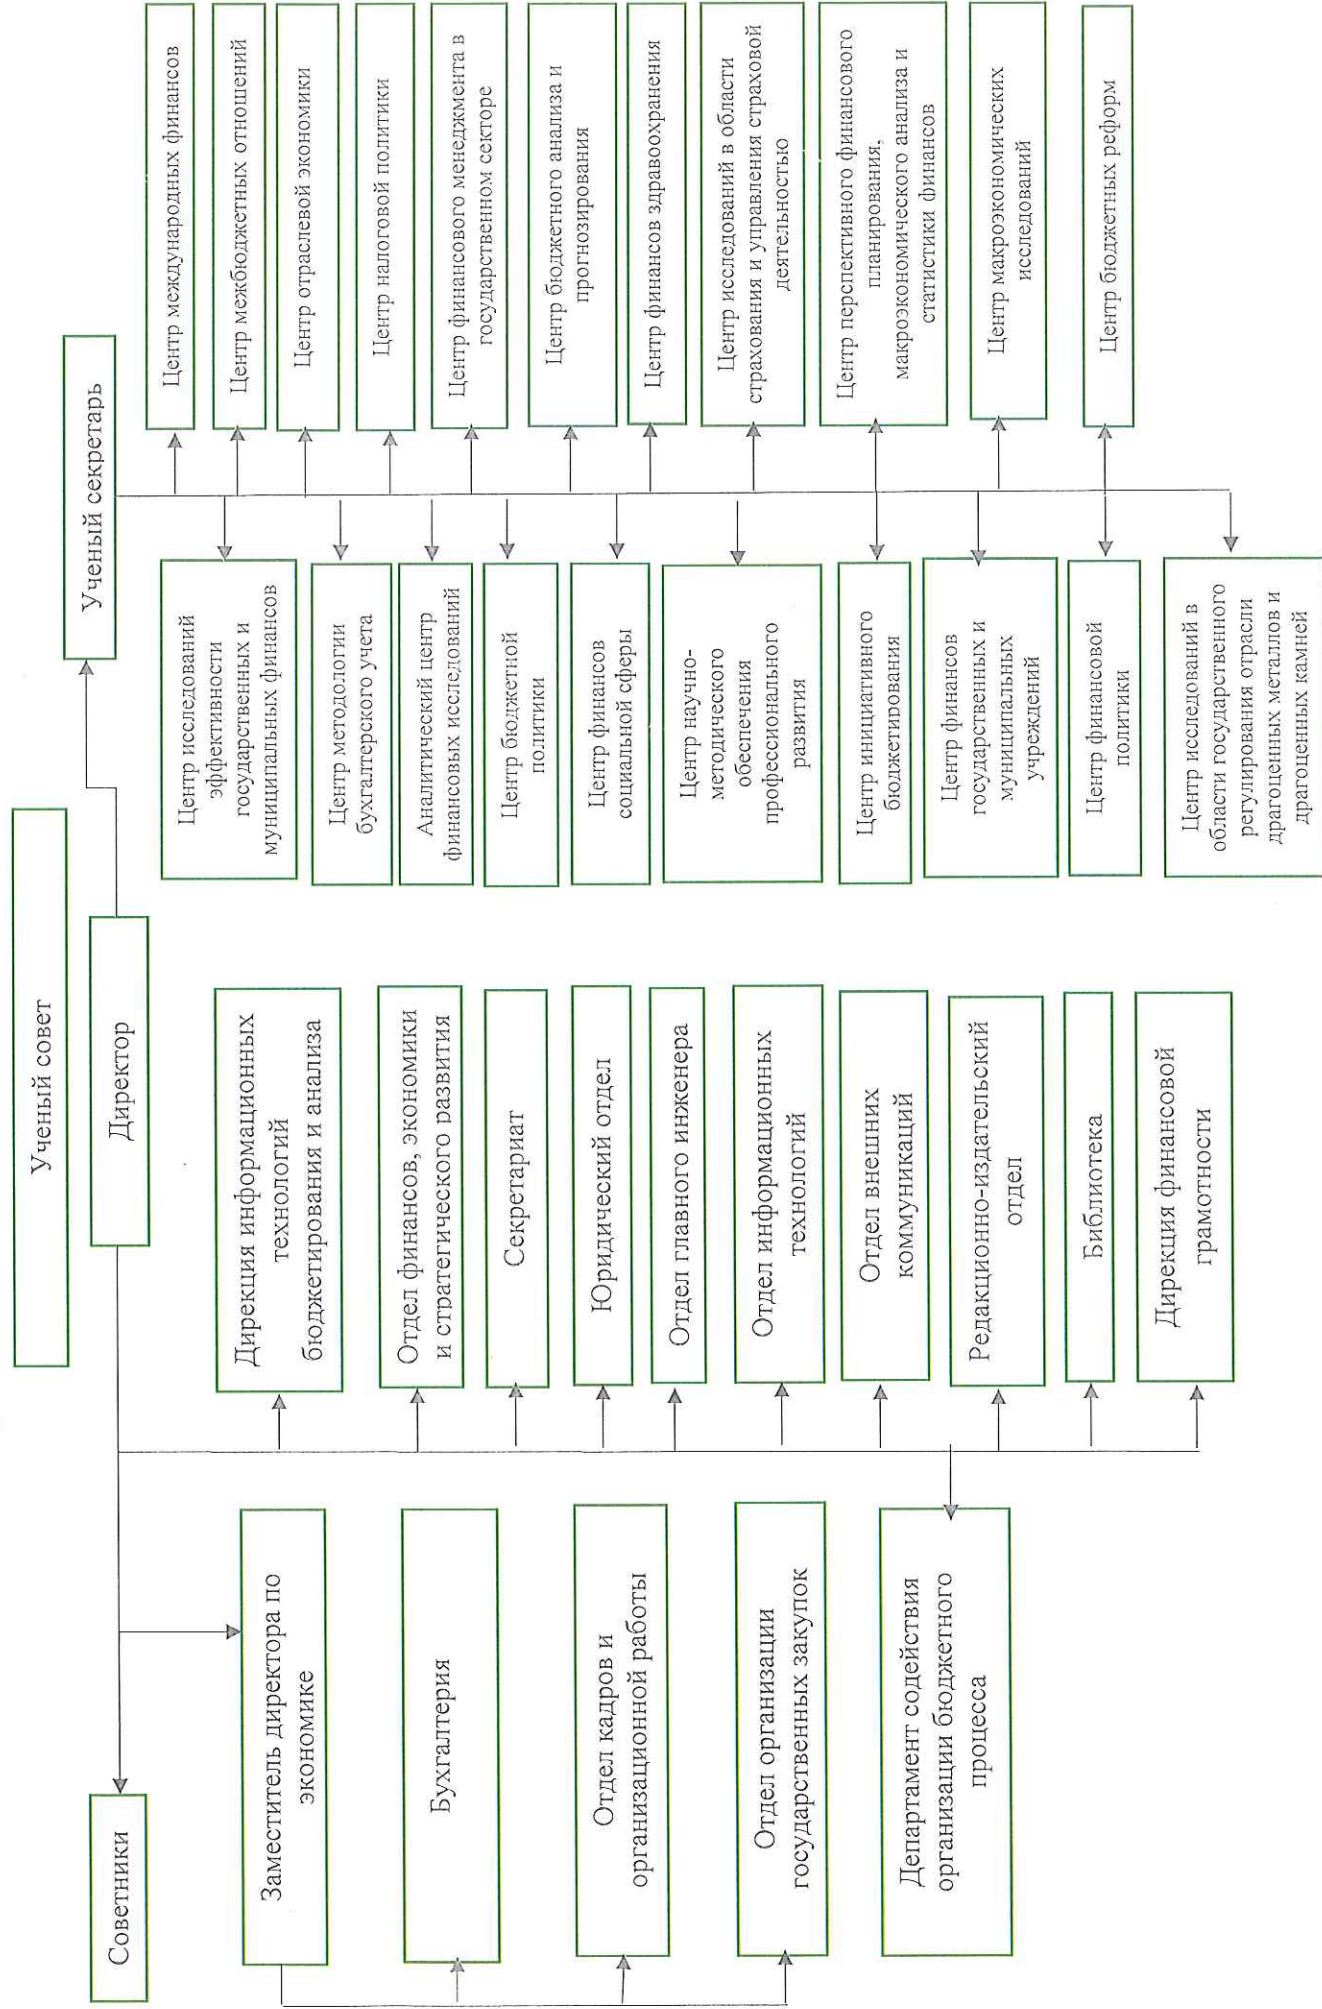 Ученый совет
Директор
Ученый секретарь
Советники
Заместитель директора по
экономике
Бухгалтерия
Отдел кадров и
организационной работы
Отдел организации
государственных закупок
Департамент содействия
организации бюджетного
процесса
Дирекция информационных
технологий
бюджетирования и анализа
Отдел финансов, экономики
и стратегического развития
Секретариат
Юридический отдел
Отдел главного инженера
Отдел информационных
технологий
Отдел внешних
коммуникаций
Редакционно-издательский
отдел
Библиотека
Дирекция финансовой
грамотности
Центр исследований
эффективности
государственных и
муниципальных финансов
Центр методологии
бухгалтерского учета
Аналитический центр
финансовых исследований
Центр бюджетной
политики
Центр финансов
социальной сферы
Центр научно-
методического
обеспечения
профессионального
развития
Центр инициативного
бюджетирования
Центр финансов
государственных и
муниципальных
учреждений
Центр финансовой
политики
Центр исследований в
области государственного
регулирования отрасли
драгоценных металлов и
драгоценных камней
Центр международных финансов
Центр межбюджетных отношений
Центр отраслевой экономики
Центр налоговой политики
Центр финансового менеджмента в
государственном секторе
Центр бюджетного анализа и
прогнозирования
Центр финансов здравоохранения
Центр исследований в области
страхования и управления страховой
деятельностью
Центр перспективного финансового
планирования,
макроэкономического анализа и
статистики финансов
Центр макроэкономических
исследований
Центр бюджетных реформ